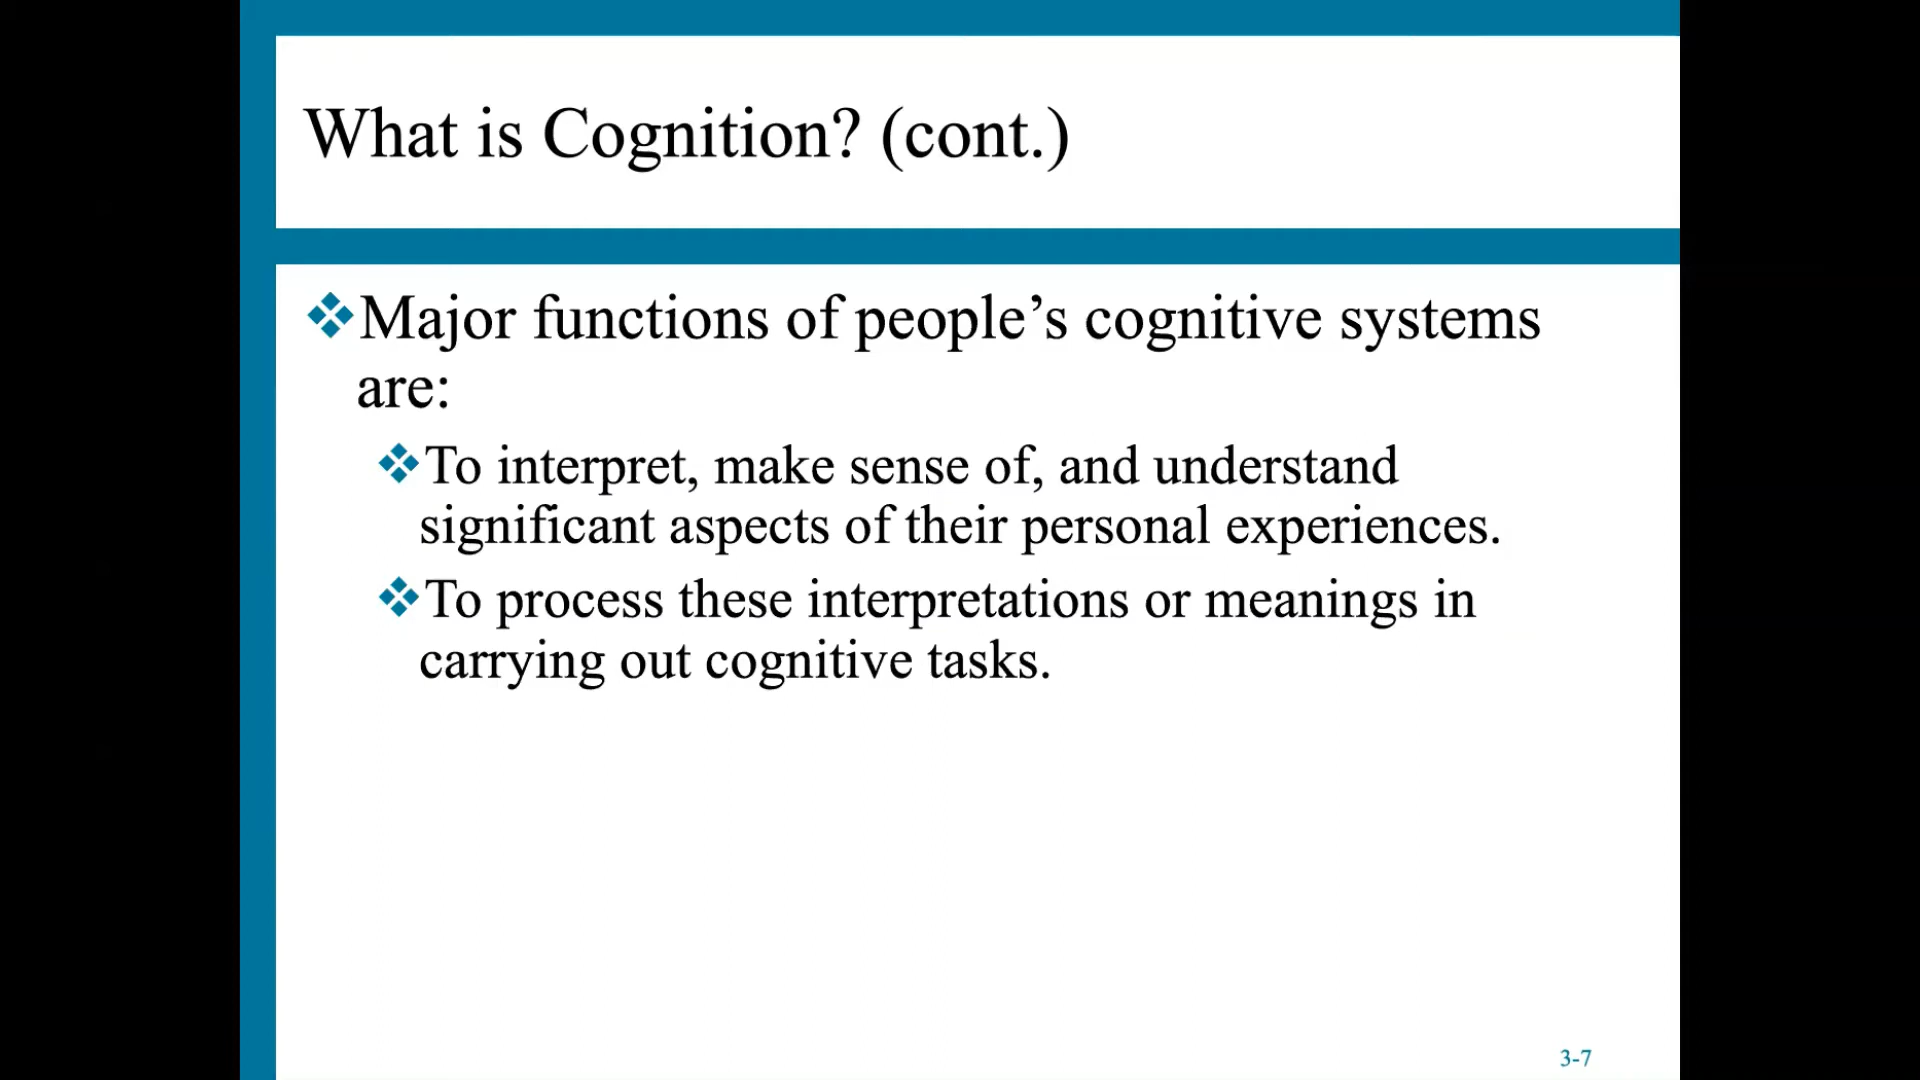 What is Cognition? (cont.)
❖Major functions of people’s cognitive systems
are:
❖To interpret, make sense of, and understand
significant aspects of their personal experiences.
❖To process these interpretations or meanings in
carrying out cognitive tasks.
3-7